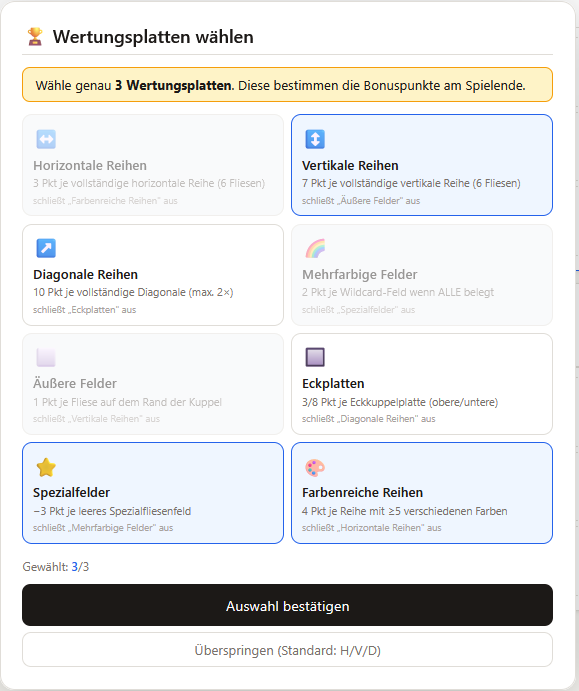 Wertungsplatten wählen
Wähle genau 3 Wertungsplatten. Diese bestimmen die Bonuspunkte am Spielende.
Horizontale Reihen
3 Pkt je vollständige horizontale Reihe (6 Fliesen)
schließt „Farbenreiche Reihen" aus
Vertikale Reihen
7 Pkt je vollständige vertikale Reihe (6 Fliesen)
schließt „Äußere Felder" aus
Diagonale Reihen
10 Pkt je vollständige Diagonale (max. 2×)
schließt „Eckplatten" aus
Mehrfarbige Felder
2 Pkt je Wildcard-Feld wenn ALLE belegt
schließt „Spezialfelder" aus
Äußere Felder
1 Pkt je Fliese auf dem Rand der Kuppel
schließt „Vertikale Reihen" aus
Eckplatten
3/8 Pkt je Eckkuppelplatte (obere/untere)
schließt „Diagonale Reihen" aus
Spezialfelder
−3 Pkt je leeres Spezialfliesenfeld
schließt „Mehrfarbige Felder" aus
Farbenreiche Reihen
4 Pkt je Reihe mit ≥5 verschiedenen Farben
schließt „Horizontale Reihen" aus
Gewählt: 3/3
Auswahl bestätigen
Überspringen (Standard: H/V/D)